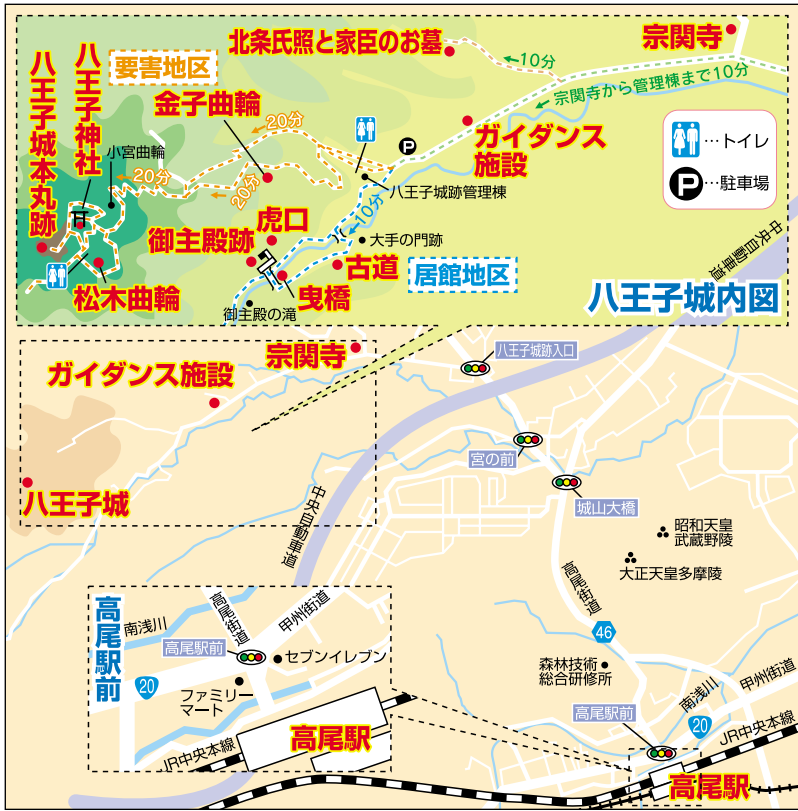 北条氏照と家臣のお墓
宗関寺
要害地区
←10分
宗関寺から管理棟まで10分
八王子城本丸跡
八王子神社
金子曲輪
20分
小宮曲輪
ガイダンス
施設
…トイレ
P
P…駐車場
←20分
20分
八王子城跡管理棟
10分
虎口
御主殿跡
大手の門跡
古道
居館地区
松木曲輪
曳橋
御主殿の滝
中央自動車道
八王子城内図
宗関寺
八王子城跡入口
ガイダンス施設
宮の前
八王子城
城山大橋
中央自動車道
昭和天皇
武蔵野陵
大正天皇多摩陵
高尾街道
46
高尾駅前
南浅川
高尾街道
甲州街道
高尾駅前
セブンイレブン
20
ファミリー
マート
JR中央本線
高尾駅
森林技術
総合研修所
高尾駅前
南浅川
甲州街道
20
JR中央本線
高尾駅